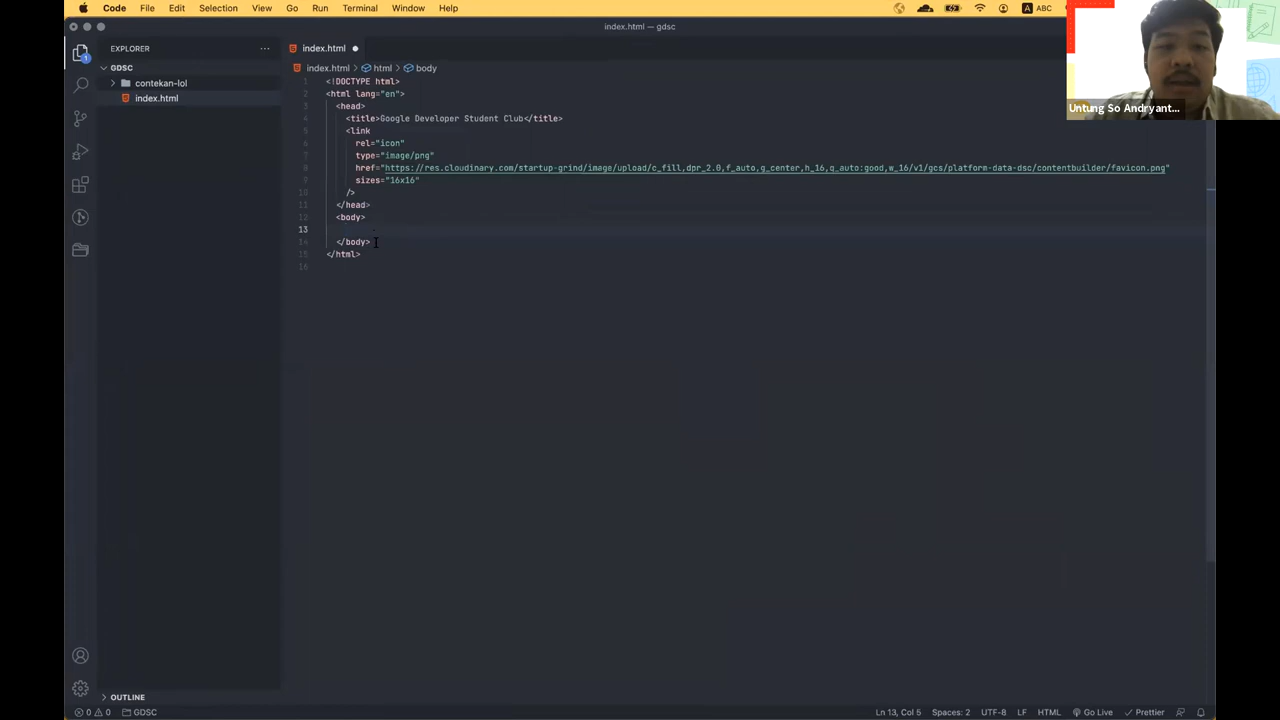 Code File Edit Selection View Go Run Terminal Window Help
ABC
index.html — gdsc
EXPLORER
index.html
GDSC
index.html > html > body
contekan-lol
index.html
1 <!DOCTYPE html>
2 <html lang="en">
3 <head>
4 <title>Google Developer Student Club</title>
5 <link
6 rel="icon"
7 type="image/png"
8 href="https://res.cloudinary.com/startup-grind/image/upload/c_fill,dpr_2.0,f_auto,g_center,h_16,q_auto:good,w_16/v1/gcs/platform-data-dsc/contentbuilder/favicon.png"
9 sizes="16x16"
10 />
11 </head>
12 <body>
13
14 </body>
15 </html>
16
Untung So Andryant...
OUTLINE
0 0 GDSC
Ln 13, Col 5 Spaces: 2 UTF-8 LF HTML Go Live Prettier